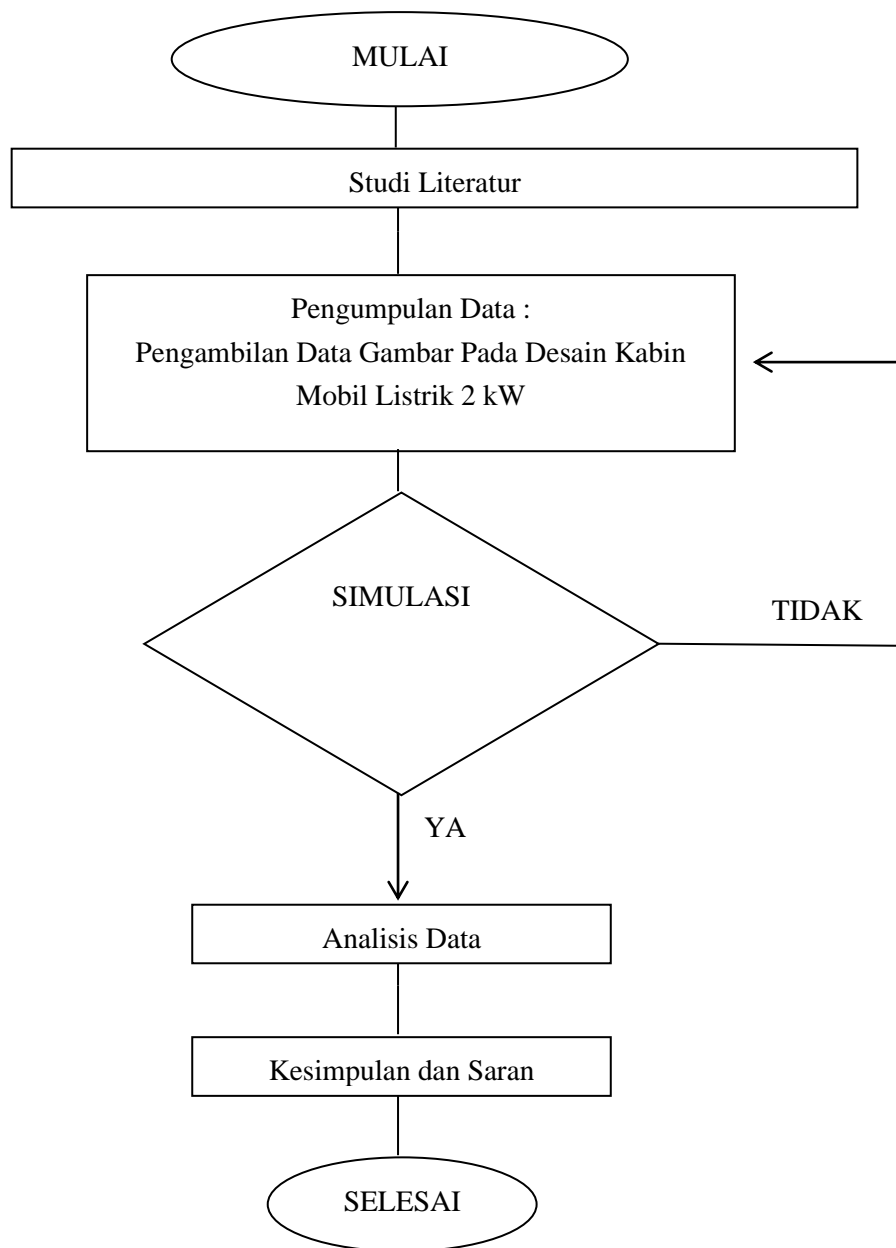 MULAI
Studi Literatur
Pengumpulan Data :
Pengambilan Data Gambar Pada Desain Kabin
Mobil Listrik 2 kW
SIMULASI
TIDAK
YA
Analisis Data
Kesimpulan dan Saran
SELESAI